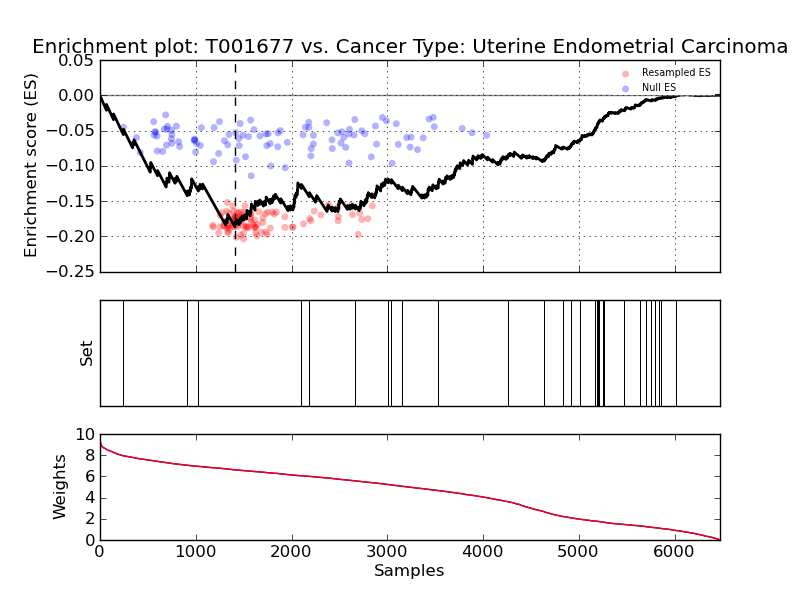 Enrichment plot: T001677 vs. Cancer Type: Uterine Endometrial Carcinoma
0.05
0.00
−0.05
−0.10
−0.15
−0.20
−0.25
Enrichment score (ES)
Resampled ES
Null ES
Set
10
8
6
4
2
0
Weights
0
1000
2000
3000
4000
5000
6000
Samples